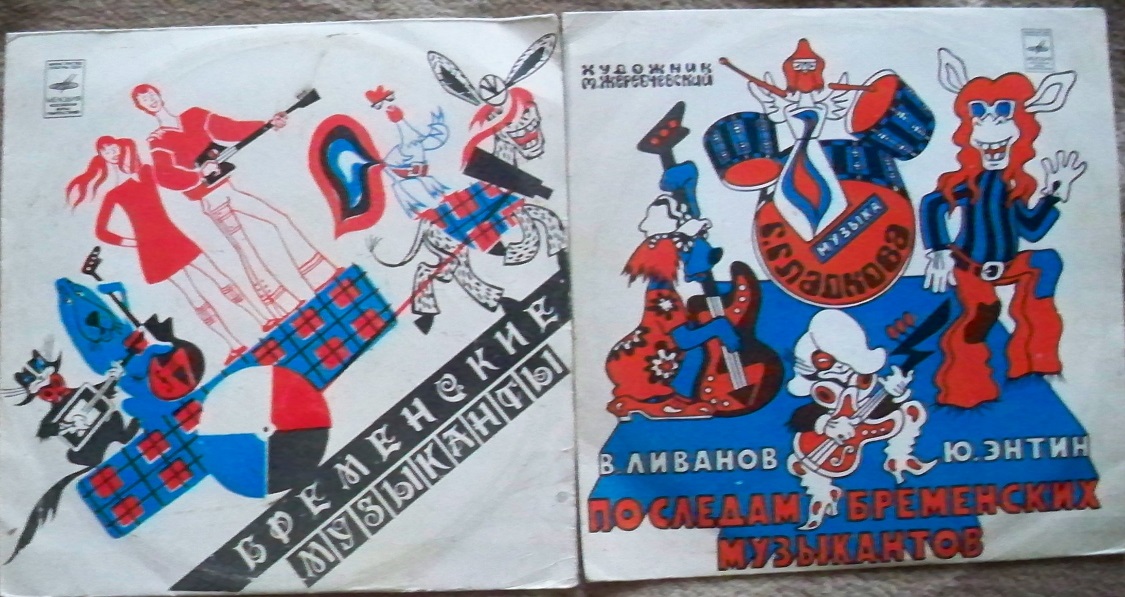 БРЕМЕНСКИЕ
МУЗЫКАНТЫ
ХУДОЖНИК
М.ЖЕРЕБЧЕВСКИЙ
МУЗЫКА
Г.ГЛАДКОВА
В.ЛИВАНОВ
Ю.ЭНТИН
ПО СЛЕДАМ БРЕМЕНСКИХ
МУЗЫКАНТОВ